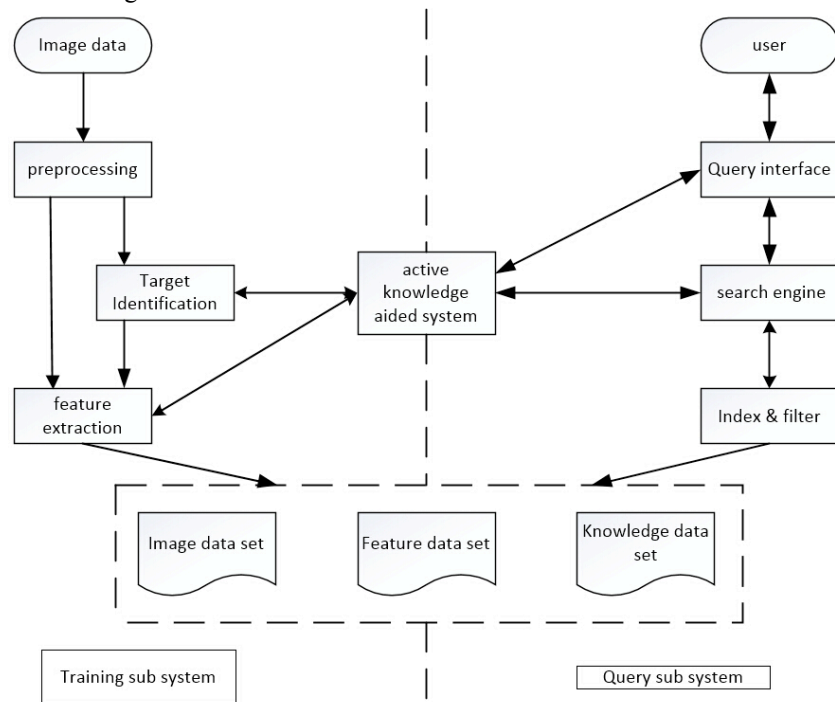 Image data
user
preprocessing
Query interface
Target
Identification
active
knowledge
aided system
search engine
feature
extraction
Index & filter
Image data set
Feature data set
Knowledge data
set
Training sub system
Query sub system